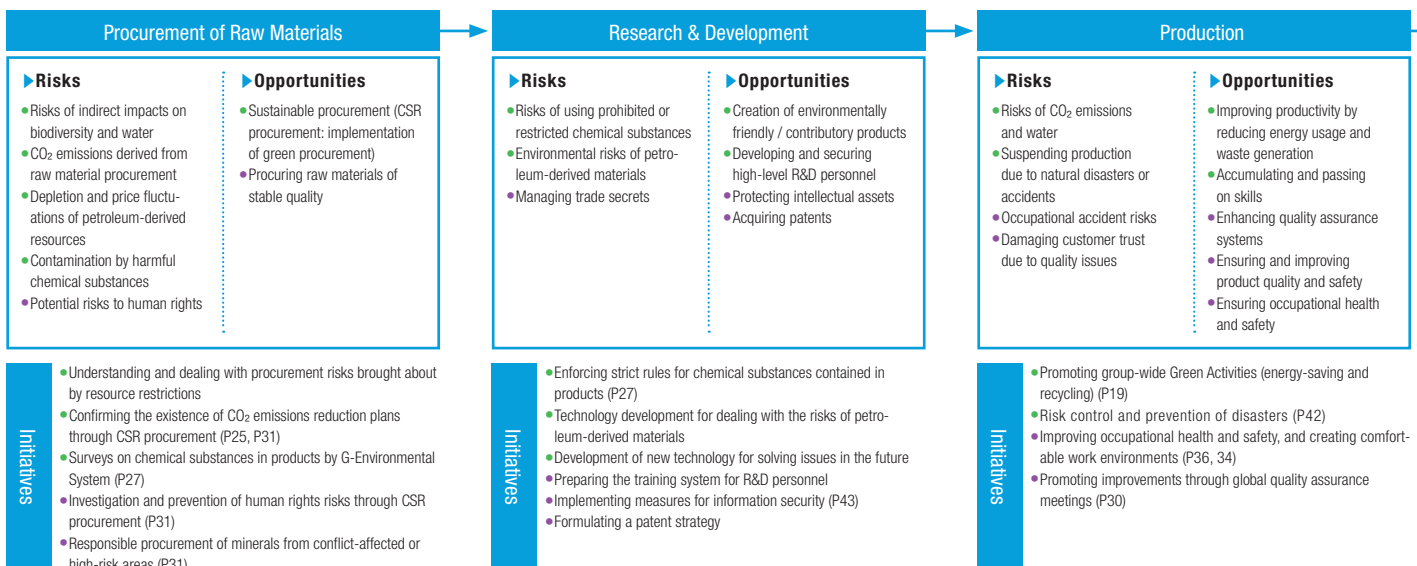 Procurement of Raw Materials
▶Risks
●Risks of indirect impacts on
biodiversity and water
●CO₂ emissions derived from
raw material procurement
●Depletion and price fluctu-
ations of petroleum-derived
resources
●Contamination by harmful
chemical substances
●Potential risks to human rights
▶Opportunities
●Sustainable procurement (CSR
procurement: implementation
of green procurement)
●Procuring raw materials of
stable quality
Initiatives
●Understanding and dealing with procurement risks brought about
by resource restrictions
●Confirming the existence of CO₂ emissions reduction plans
through CSR procurement (P25, P31)
●Surveys on chemical substances in products by G-Environmental
System (P27)
●Investigation and prevention of human rights risks through CSR
procurement (P31)
●Responsible procurement of minerals from conflict-affected or
high-risk areas (P31)
Research & Development
▶Risks
●Risks of using prohibited or
restricted chemical substances
●Environmental risks of petro-
leum-derived materials
●Managing trade secrets
▶Opportunities
●Creation of environmentally
friendly / contributory products
●Developing and securing
high-level R&D personnel
●Protecting intellectual assets
●Acquiring patents
Initiatives
●Enforcing strict rules for chemical substances contained in
products (P27)
●Technology development for dealing with the risks of petro-
leum-derived materials
●Development of new technology for solving issues in the future
●Preparing the training system for R&D personnel
●Implementing measures for information security (P43)
●Formulating a patent strategy
Production
▶Risks
●Risks of CO₂ emissions
and water
●Suspending production
due to natural disasters or
accidents
●Occupational accident risks
●Damaging customer trust
due to quality issues
▶Opportunities
●Improving productivity by
reducing energy usage and
waste generation
●Accumulating and passing
on skills
●Enhancing quality assurance
systems
●Ensuring and improving
product quality and safety
●Ensuring occupational health
and safety
Initiatives
●Promoting group-wide Green Activities (energy-saving and
recycling) (P19)
●Risk control and prevention of disasters (P42)
●Improving occupational health and safety, and creating comfort-
able work environments (P36, 34)
●Promoting improvements through global quality assurance
meetings (P30)